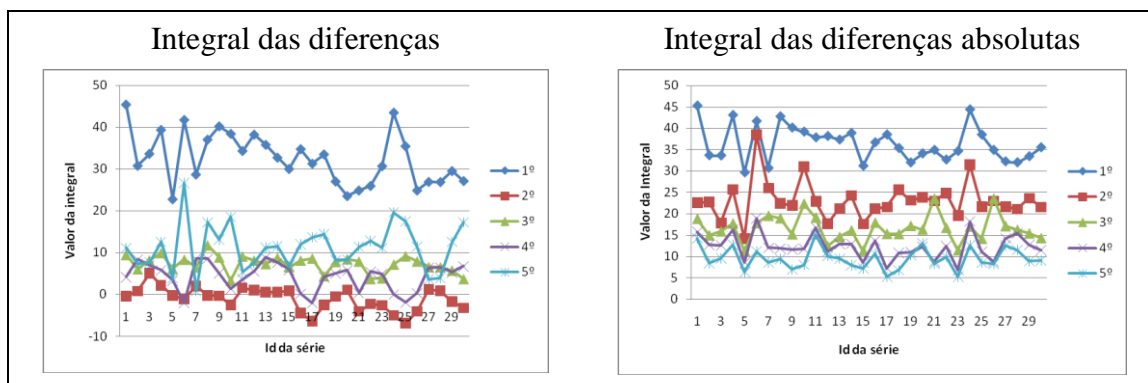 Integral das diferenças
50
40
30
20
10
0
-10
Valor da Integral
1 3 5 7 9 11 13 15 17 19 21 23 25 27 29
Id da série
1º
2º
3º
4º
5º
Integral das diferenças absolutas
50
45
40
35
30
25
20
15
10
5
0
Valor da Integral
1 3 5 7 9 11 13 15 17 19 21 23 25 27 29
Id da série
1º
2º
3º
4º
5º